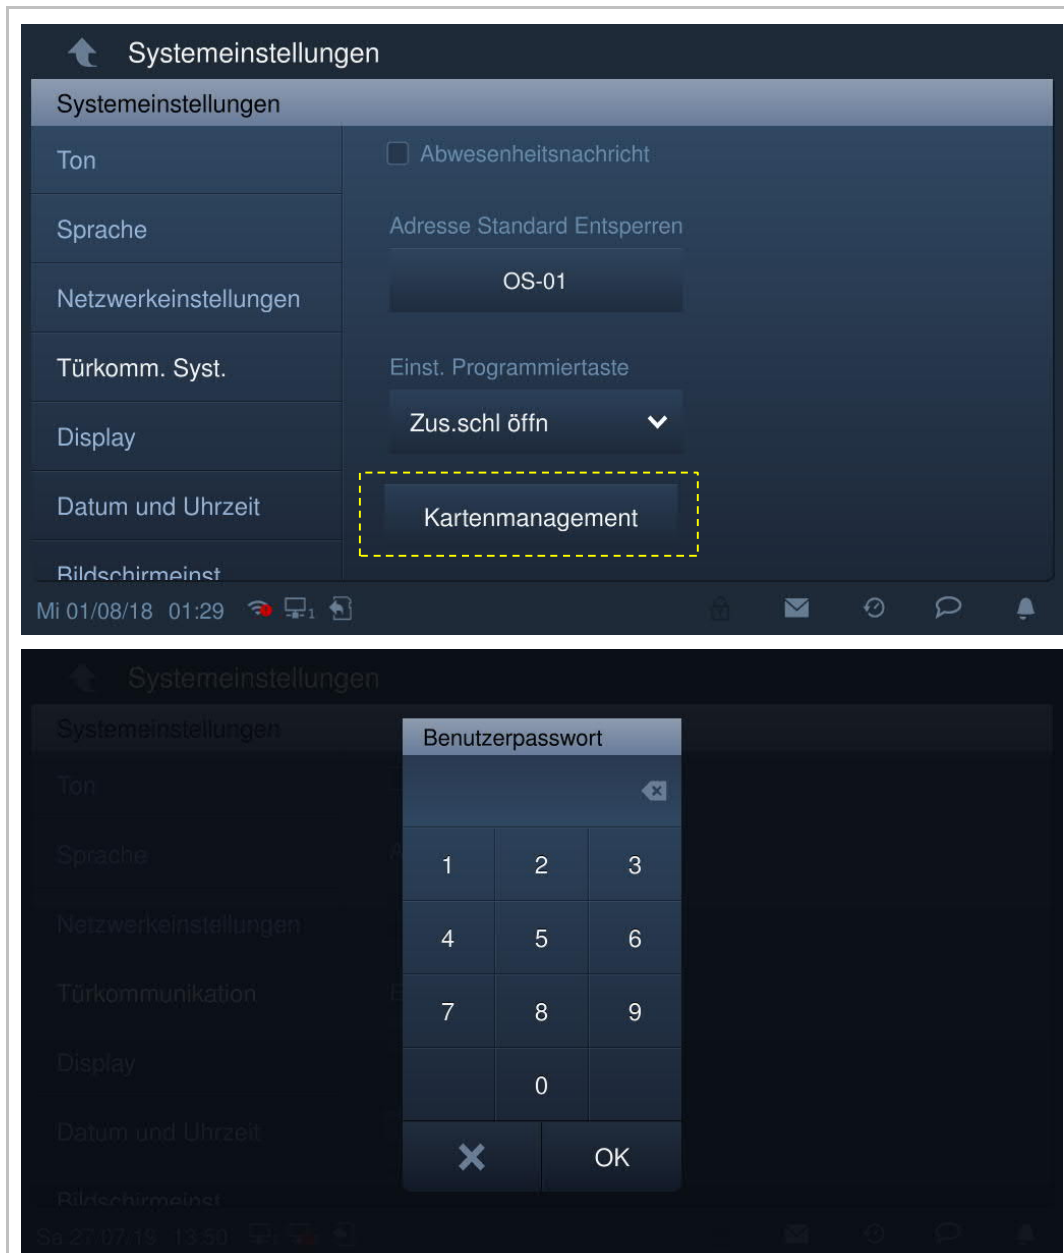 Systemeinstellungen
Systemeinstellungen
Ton
Sprache
Netzwerkeinstellungen
Türkomm. Syst.
Display
Datum und Uhrzeit
Bildschirmeinst
Abwesenheitsnachricht
Adresse Standard Entsperren
OS-01
Einst. Programmiertaste
Zus.schl öffn
Kartenmanagement
Mi 01/08/18 01:29 1
Systemeinstellungen
Systemeinstellungen
Ton
Sprache
Netzwerkeinstellungen
Türkommunikation
Display
Datum und Uhrzeit
Bildschirmeinst
Benutzerpasswort
1 2 3
4 5 6
7 8 9
0
OK